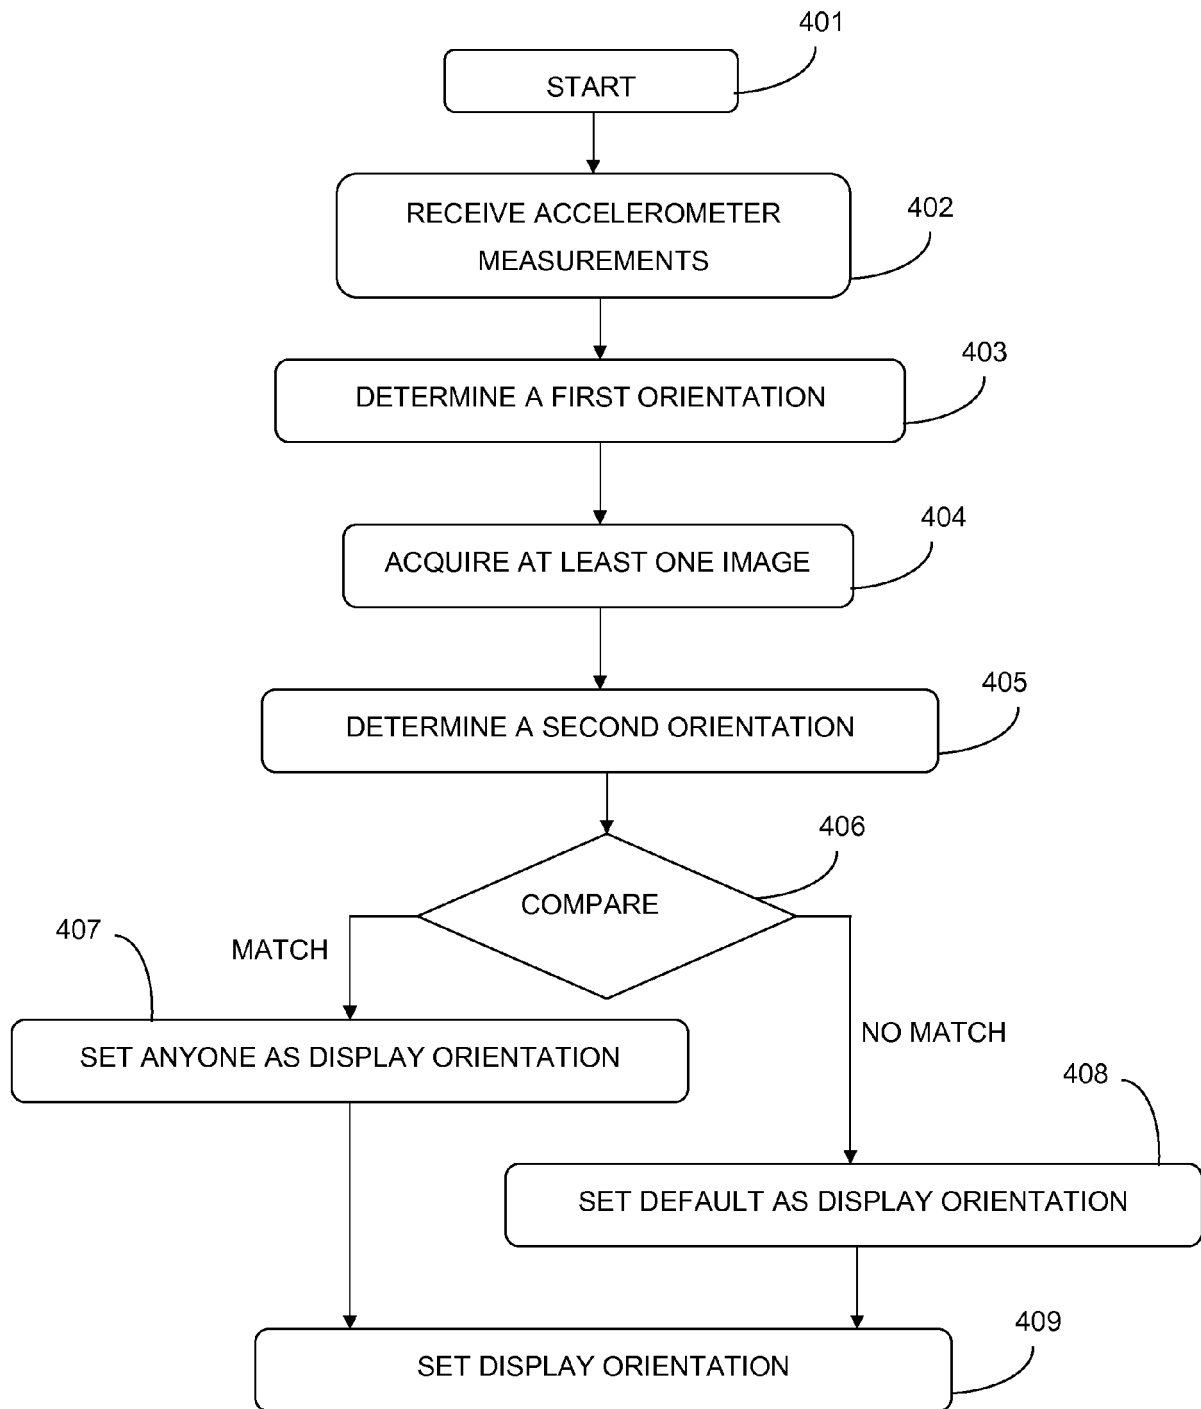 401
START
402
RECEIVE ACCELEROMETER
MEASUREMENTS
403
DETERMINE A FIRST ORIENTATION
404
ACQUIRE AT LEAST ONE IMAGE
405
DETERMINE A SECOND ORIENTATION
406
COMPARE
407
MATCH
NO MATCH
SET ANYONE AS DISPLAY ORIENTATION
408
SET DEFAULT AS DISPLAY ORIENTATION
409
SET DISPLAY ORIENTATION